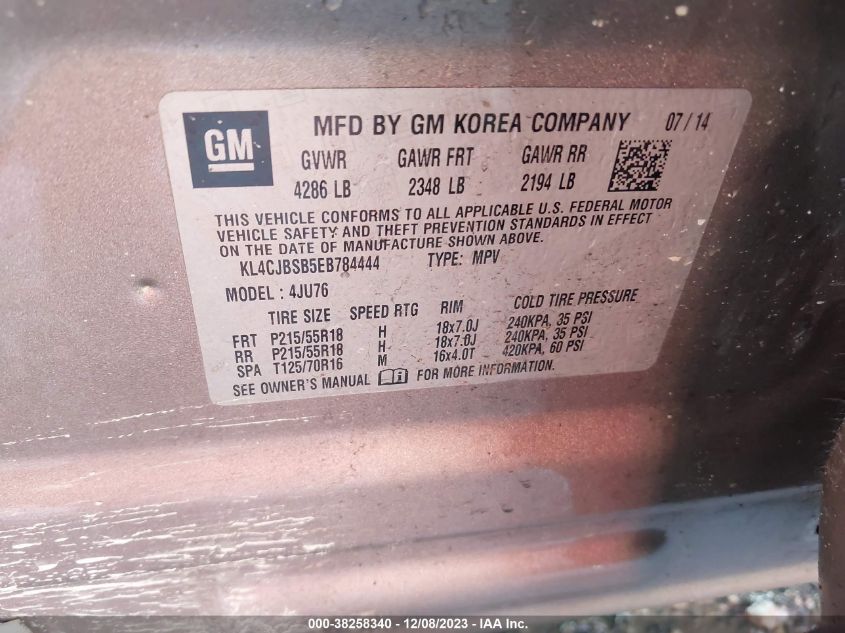 GM
MFD BY GM KOREA COMPANY 07/14
GVWR GAWR FRT GAWR RR
4286 LB 2348 LB 2194 LB
THIS VEHICLE CONFORMS TO ALL APPLICABLE U.S. FEDERAL MOTOR
VEHICLE SAFETY AND THEFT PREVENTION STANDARDS IN EFFECT
ON THE DATE OF MANUFACTURE SHOWN ABOVE.
KL4CJBSB5EB784444 TYPE: MPV
MODEL : 4JU76
TIRE SIZE SPEED RTG RIM COLD TIRE PRESSURE
FRT P215/55R18 H 18x7.0J 240KPA, 35 PSI
RR P215/55R18 H 18x7.0J 240KPA, 35 PSI
SPA T125/70R16 M 16x4.0T 420KPA, 60 PSI
SEE OWNER'S MANUAL FOR MORE INFORMATION.
000-38258340 - 12/08/2023 - IAA Inc.